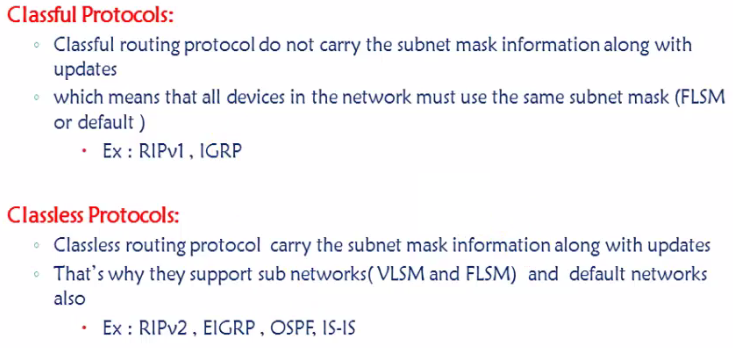 Classful Protocols:
◦ Classful routing protocol do not carry the subnet mask information along with
updates
◦ which means that all devices in the network must use the same subnet mask (FLSM
or default )
• Ex : RIPv1 , IGRP
Classless Protocols:
◦ Classless routing protocol carry the subnet mask information along with updates
◦ That's why they support sub networks( VLSM and FLSM) and default networks
also
• Ex : RIPv2 , EIGRP , OSPF, IS-IS